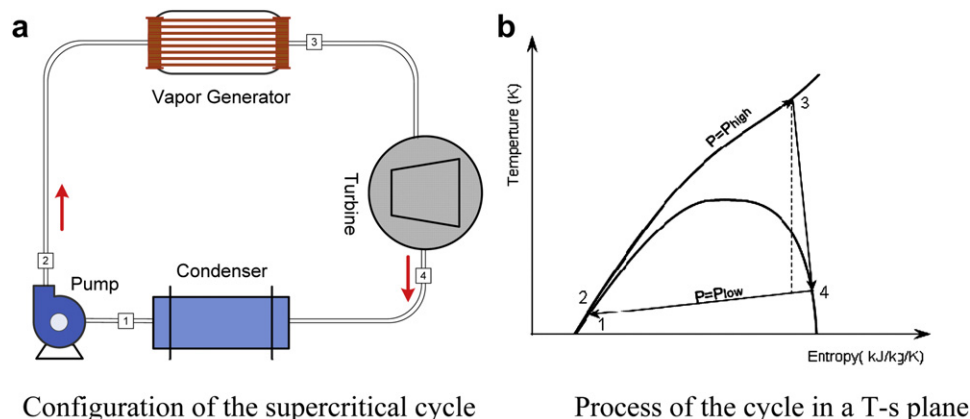 a
3
Vapor Generator
Turbine
2
4
Pump
Condenser
1
Configuration of the supercritical cycle
b
Temperture (K)
P=Phigh
3
2
1
P=Plow
4
Entropy( kJ/kg/K)
Process of the cycle in a T-s plane